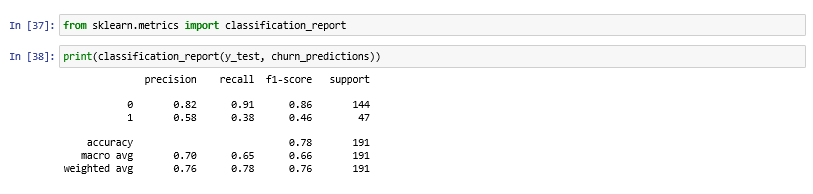 In [37]: from sklearn.metrics import classification_report
In [38]: print(classification_report(y_test, churn_predictions))
precision recall f1-score support
0 0.82 0.91 0.86 144
1 0.58 0.38 0.46 47
accuracy 0.78 191
macro avg 0.70 0.65 0.66 191
weighted avg 0.76 0.78 0.76 191